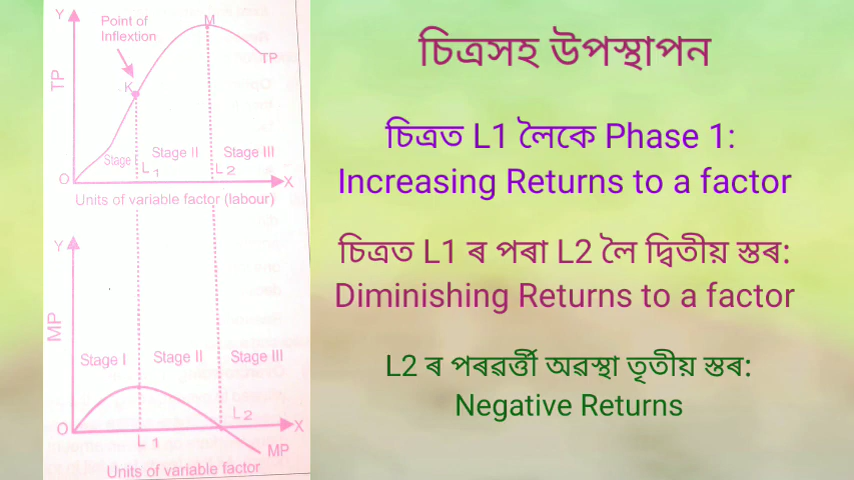 Y
Point of
Inflextion
M
TP
TP
K
Stage I
Stage II
Stage III
L1
L2
O
X
Units of variable factor (labour)
Y
MP
Stage I
Stage II
Stage III
O
L1
L2
X
MP
Units of variable factor
চিত্ৰসহ উপস্থাপন
চিত্ৰত L1 লৈকে Phase 1:
Increasing Returns to a factor
চিত্ৰত L1 ৰ পৰা L2 লৈ দ্বিতীয় স্তৰ:
Diminishing Returns to a factor
L2 ৰ পৰৱৰ্ত্তী অৱস্থা তৃতীয় স্তৰ:
Negative Returns